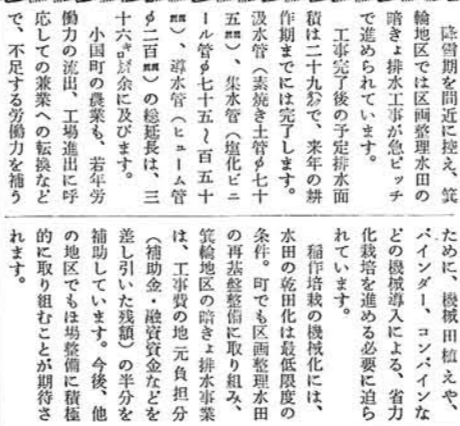 降雪期を間近に控え、箕
輪地区では区画整理水田の
暗きょ排水工事が急ピッチ
で進められています。
工事完了後の予定排水面
積は二十九㌶で、来年の耕
作期までには完了します。
汲水管（素焼き土管φ七十
五㍉）、集水管（塩化ビニ
ール管φ七十五～百五十
㍉）、導水管（ヒューム管
φ二百㍉）の総延長は、三
十六㌔㍍余に及びます。
小国町の農業も、若年労
働力の流出、工場進出に呼
応しての兼業への転換など
で、不足する労働力を補う
ために、機械田植えや、
バインダー、コンバインな
どの機械導入による、省力
化栽培を進める必要に迫ら
れています。
稲作培栽の機械化には、
水田の乾田化は最低限度の
条件。町でも区画整理水田
の再基盤整備に取り組み、
箕輪地区の暗きょ排水事業
は、工事費の地元負担分
（補助金・融資資金などを
差し引いた残額）の半分を
補助しています。今後、他
の地区でもほ場整備に積極
的に取り組むことが期待さ
れます。